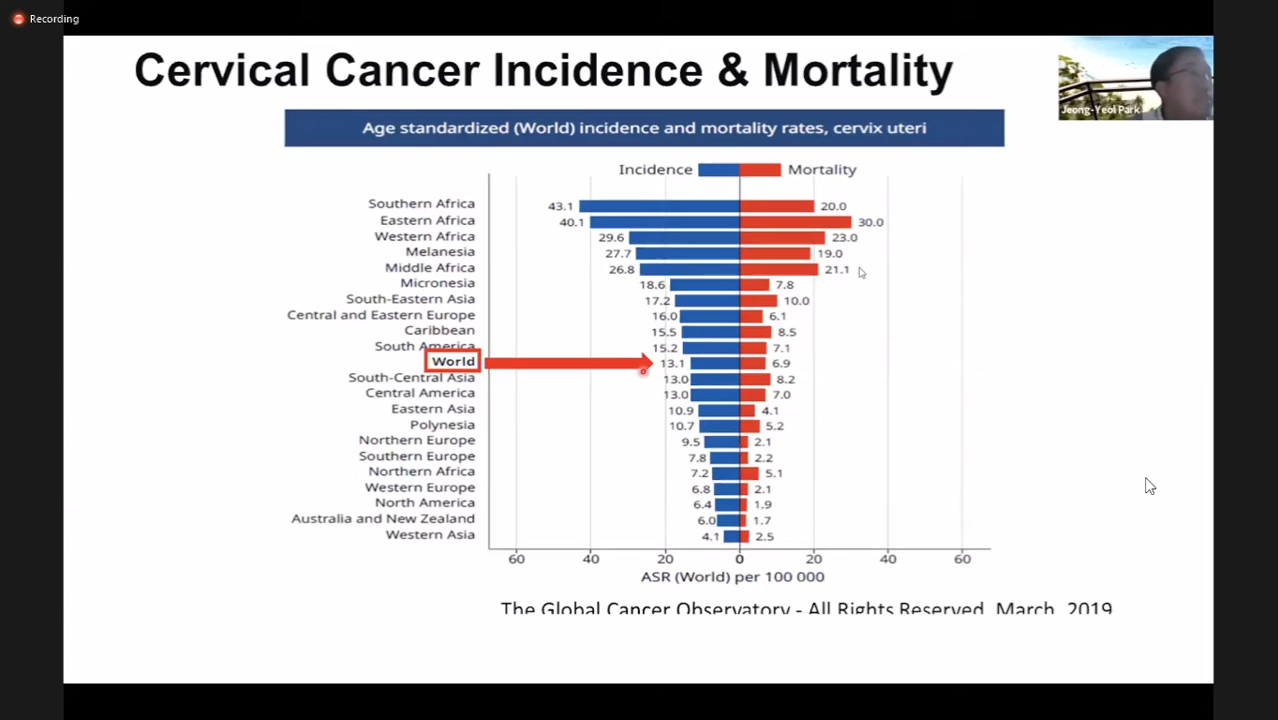 Recording
Cervical Cancer Incidence & Mortality
Jeong-Yeol Park
Age standardized (World) incidence and mortality rates, cervix uteri
Incidence Mortality
Southern Africa 43.1 20.0
Eastern Africa 40.1 30.0
Western Africa 29.6 23.0
Melanesia 27.7 19.0
Middle Africa 26.8 21.1
Micronesia 18.6 7.8
South-Eastern Asia 17.2 10.0
Central and Eastern Europe 16.0 6.1
Caribbean 15.5 8.5
South America 15.2 7.1
World 13.1 6.9
South-Central Asia 13.0 8.2
Central America 13.0 7.0
Eastern Asia 10.9 4.1
Polynesia 10.7 5.2
Northern Europe 9.5 2.1
Southern Europe 7.8 2.2
Northern Africa 7.2 5.1
Western Europe 6.8 2.1
North America 6.4 1.9
Australia and New Zealand 6.0 1.7
Western Asia 4.1 2.5
60 40 20 0 20 40 60
ASR (World) per 100 000
The Global Cancer Observatory - All Rights Reserved, March, 2019